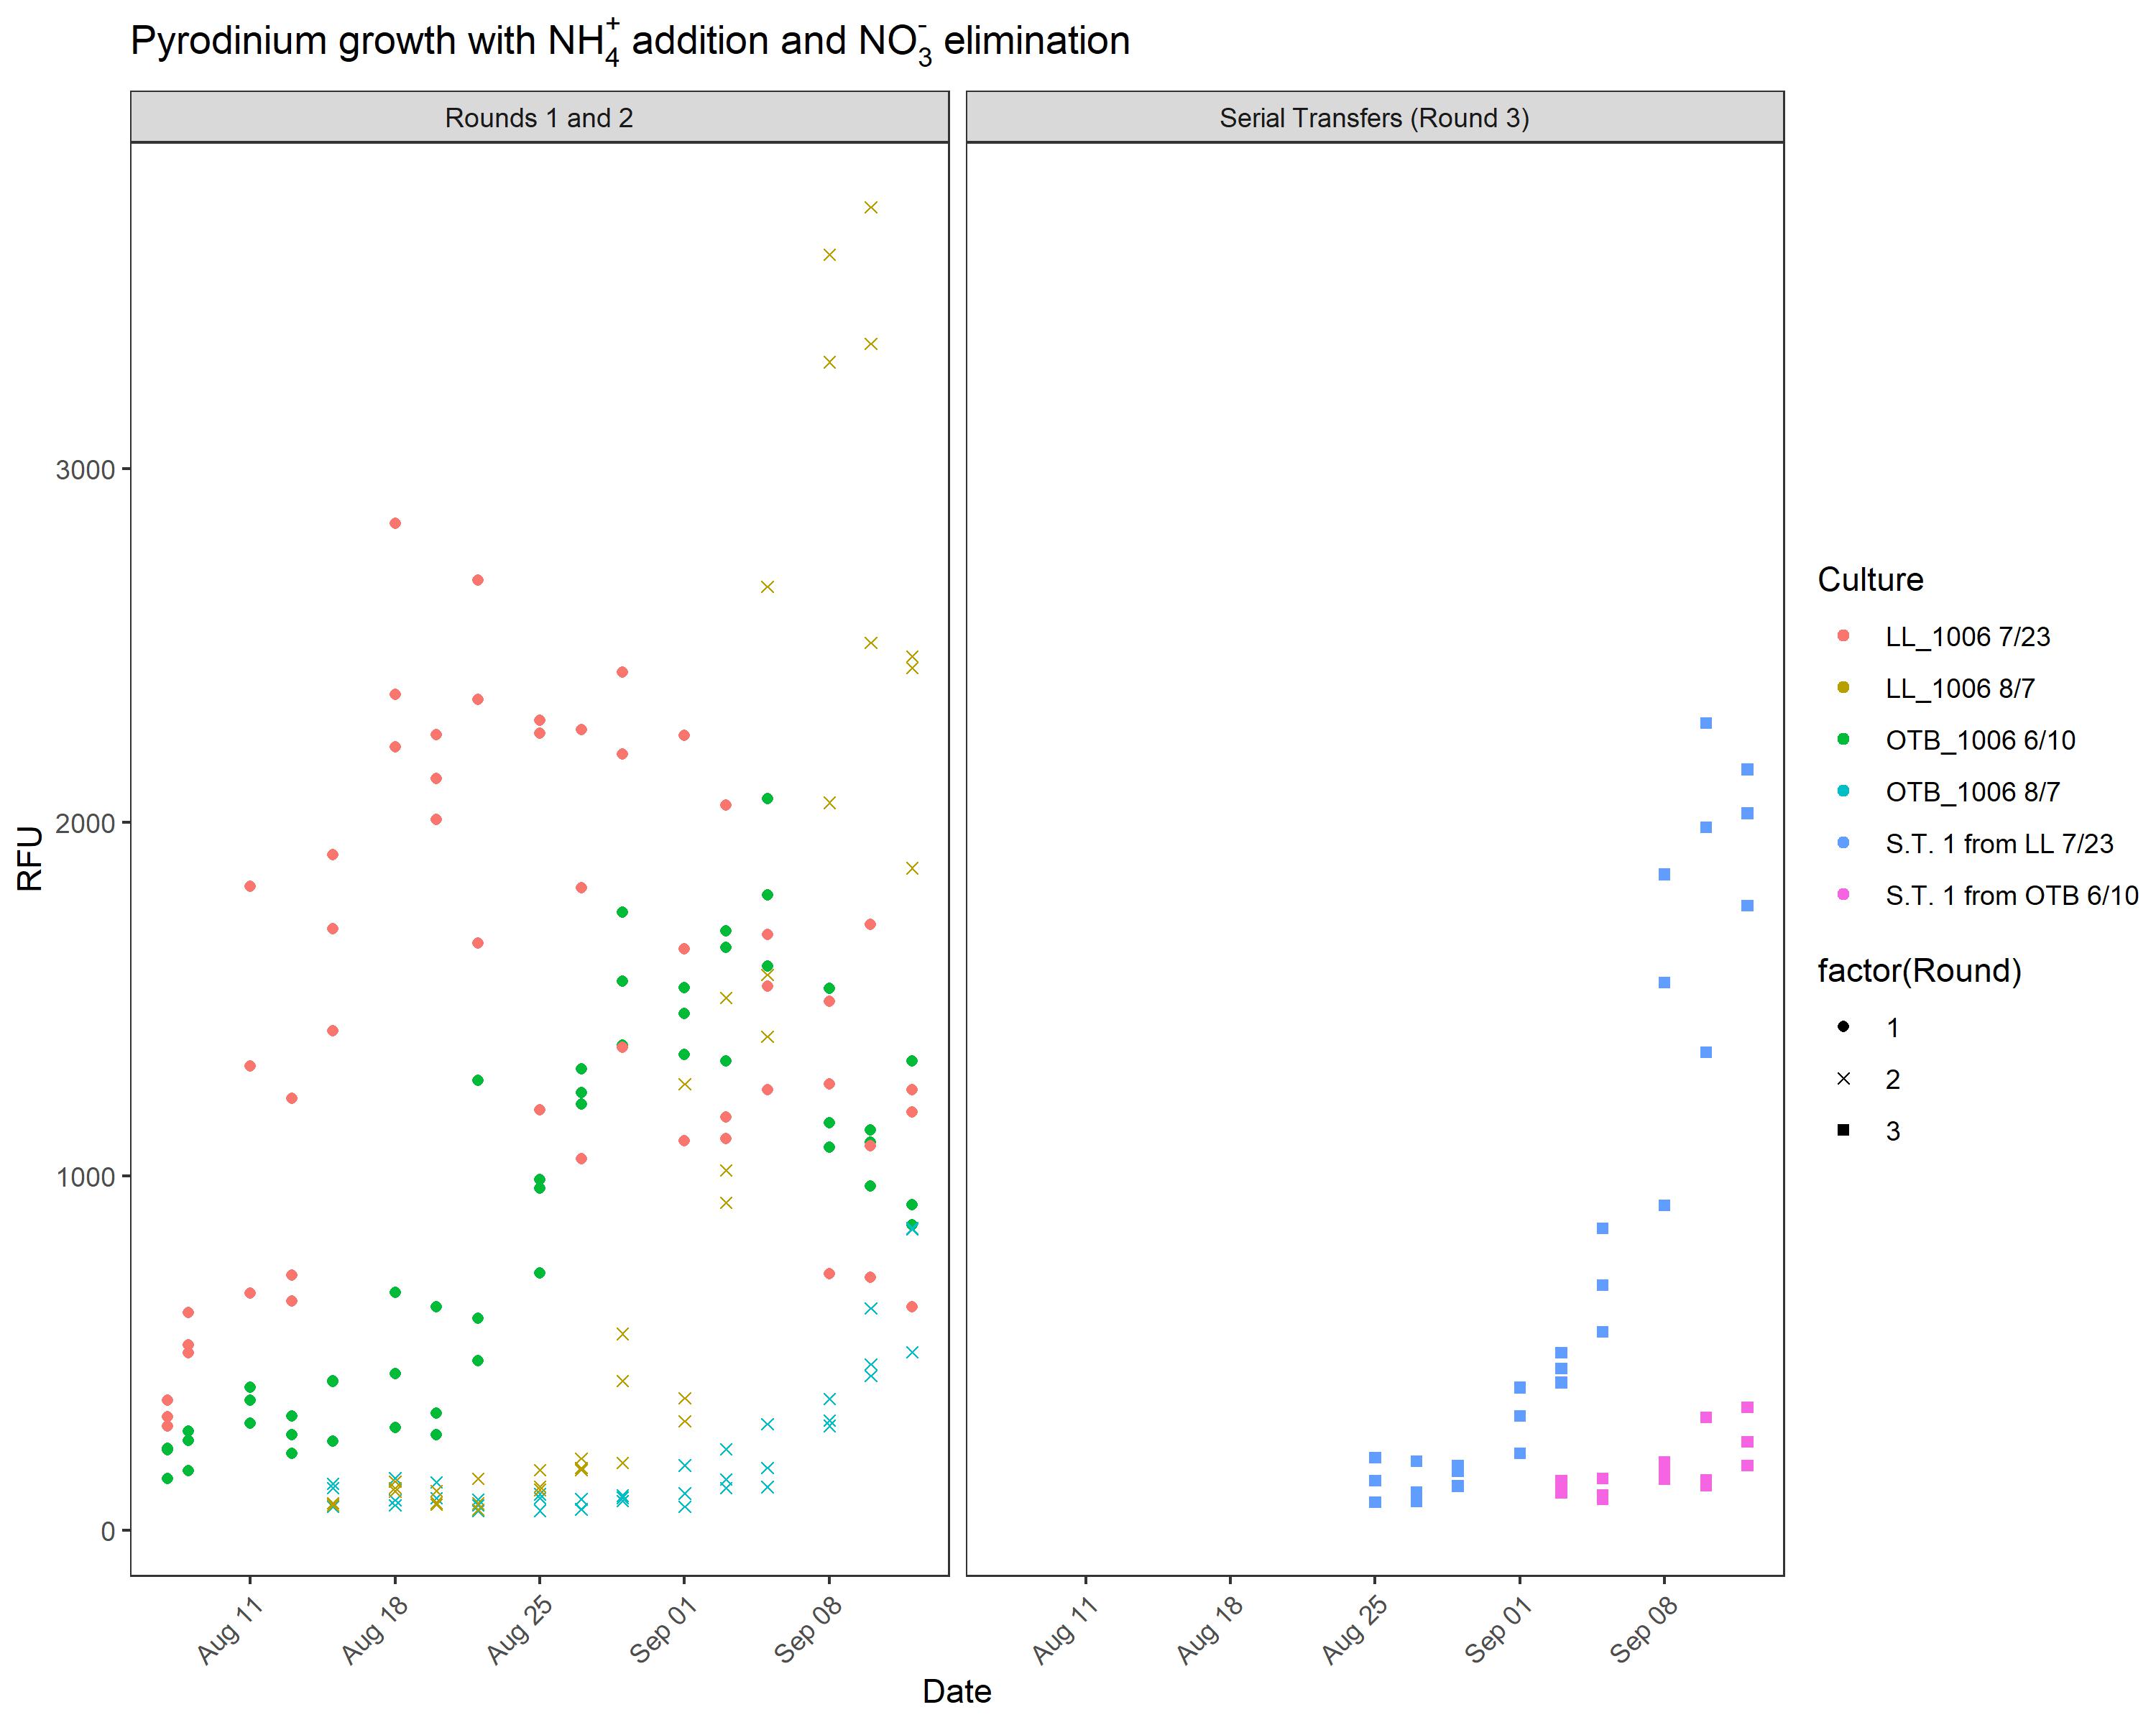 Pyrodinium growth with NH₄⁺ addition and NO₃⁻ elimination
Rounds 1 and 2
Serial Transfers (Round 3)
RFU
3000
2000
1000
0
Aug 11
Aug 18
Aug 25
Sep 01
Sep 08
Aug 11
Aug 18
Aug 25
Sep 01
Sep 08
Date
Culture
LL_1006 7/23
LL_1006 8/7
OTB_1006 6/10
OTB_1006 8/7
S.T. 1 from LL 7/23
S.T. 1 from OTB 6/10
factor(Round)
1
2
3